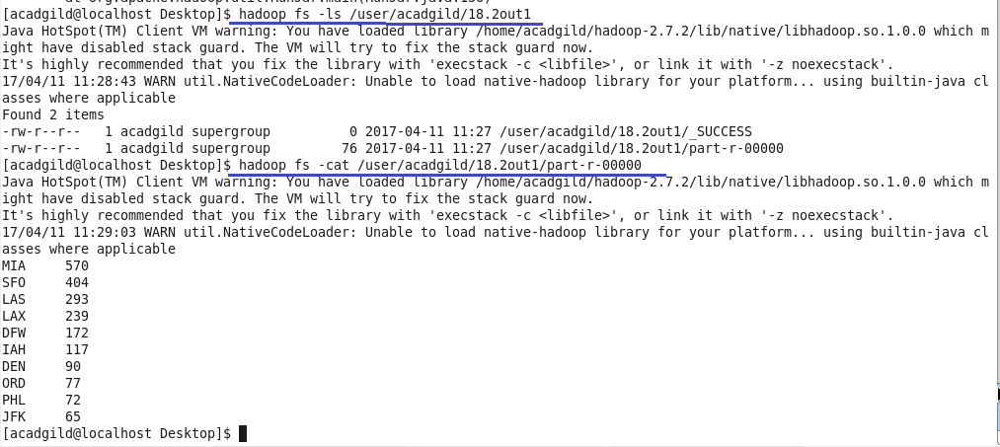 [acadgild@localhost Desktop]$ hadoop fs -ls /user/acadgild/18.2out1
Java HotSpot(TM) Client VM warning: You have loaded library /home/acadgild/hadoop-2.7.2/lib/native/libhadoop.so.1.0.0 which m
ight have disabled stack guard. The VM will try to fix the stack guard now.
It's highly recommended that you fix the library with 'execstack -c <libfile>', or link it with '-z noexecstack'.
17/04/11 11:28:43 WARN util.NativeCodeLoader: Unable to load native-hadoop library for your platform... using builtin-java cl
asses where applicable
Found 2 items
-rw-r--r--   1 acadgild supergroup          0 2017-04-11 11:27 /user/acadgild/18.2out1/_SUCCESS
-rw-r--r--   1 acadgild supergroup         76 2017-04-11 11:27 /user/acadgild/18.2out1/part-r-00000
[acadgild@localhost Desktop]$ hadoop fs -cat /user/acadgild/18.2out1/part-r-00000
Java HotSpot(TM) Client VM warning: You have loaded library /home/acadgild/hadoop-2.7.2/lib/native/libhadoop.so.1.0.0 which m
ight have disabled stack guard. The VM will try to fix the stack guard now.
It's highly recommended that you fix the library with 'execstack -c <libfile>', or link it with '-z noexecstack'.
17/04/11 11:29:03 WARN util.NativeCodeLoader: Unable to load native-hadoop library for your platform... using builtin-java cl
asses where applicable
MIA     570
SFO     404
LAS     293
LAX     239
DFW     172
IAH     117
DEN     90
ORD     77
PHL     72
JFK     65
[acadgild@localhost Desktop]$